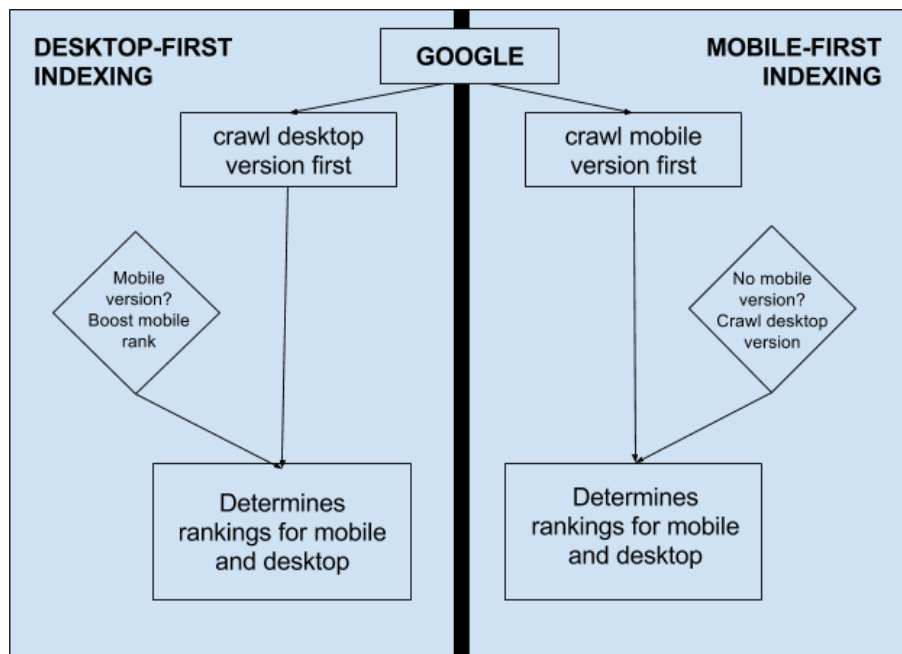 DESKTOP-FIRST
INDEXING
GOOGLE
MOBILE-FIRST
INDEXING
crawl desktop
version first
crawl mobile
version first
Mobile
version?
Boost mobile
rank
No mobile
version?
Crawl desktop
version
Determines
rankings for mobile
and desktop
Determines
rankings for mobile
and desktop